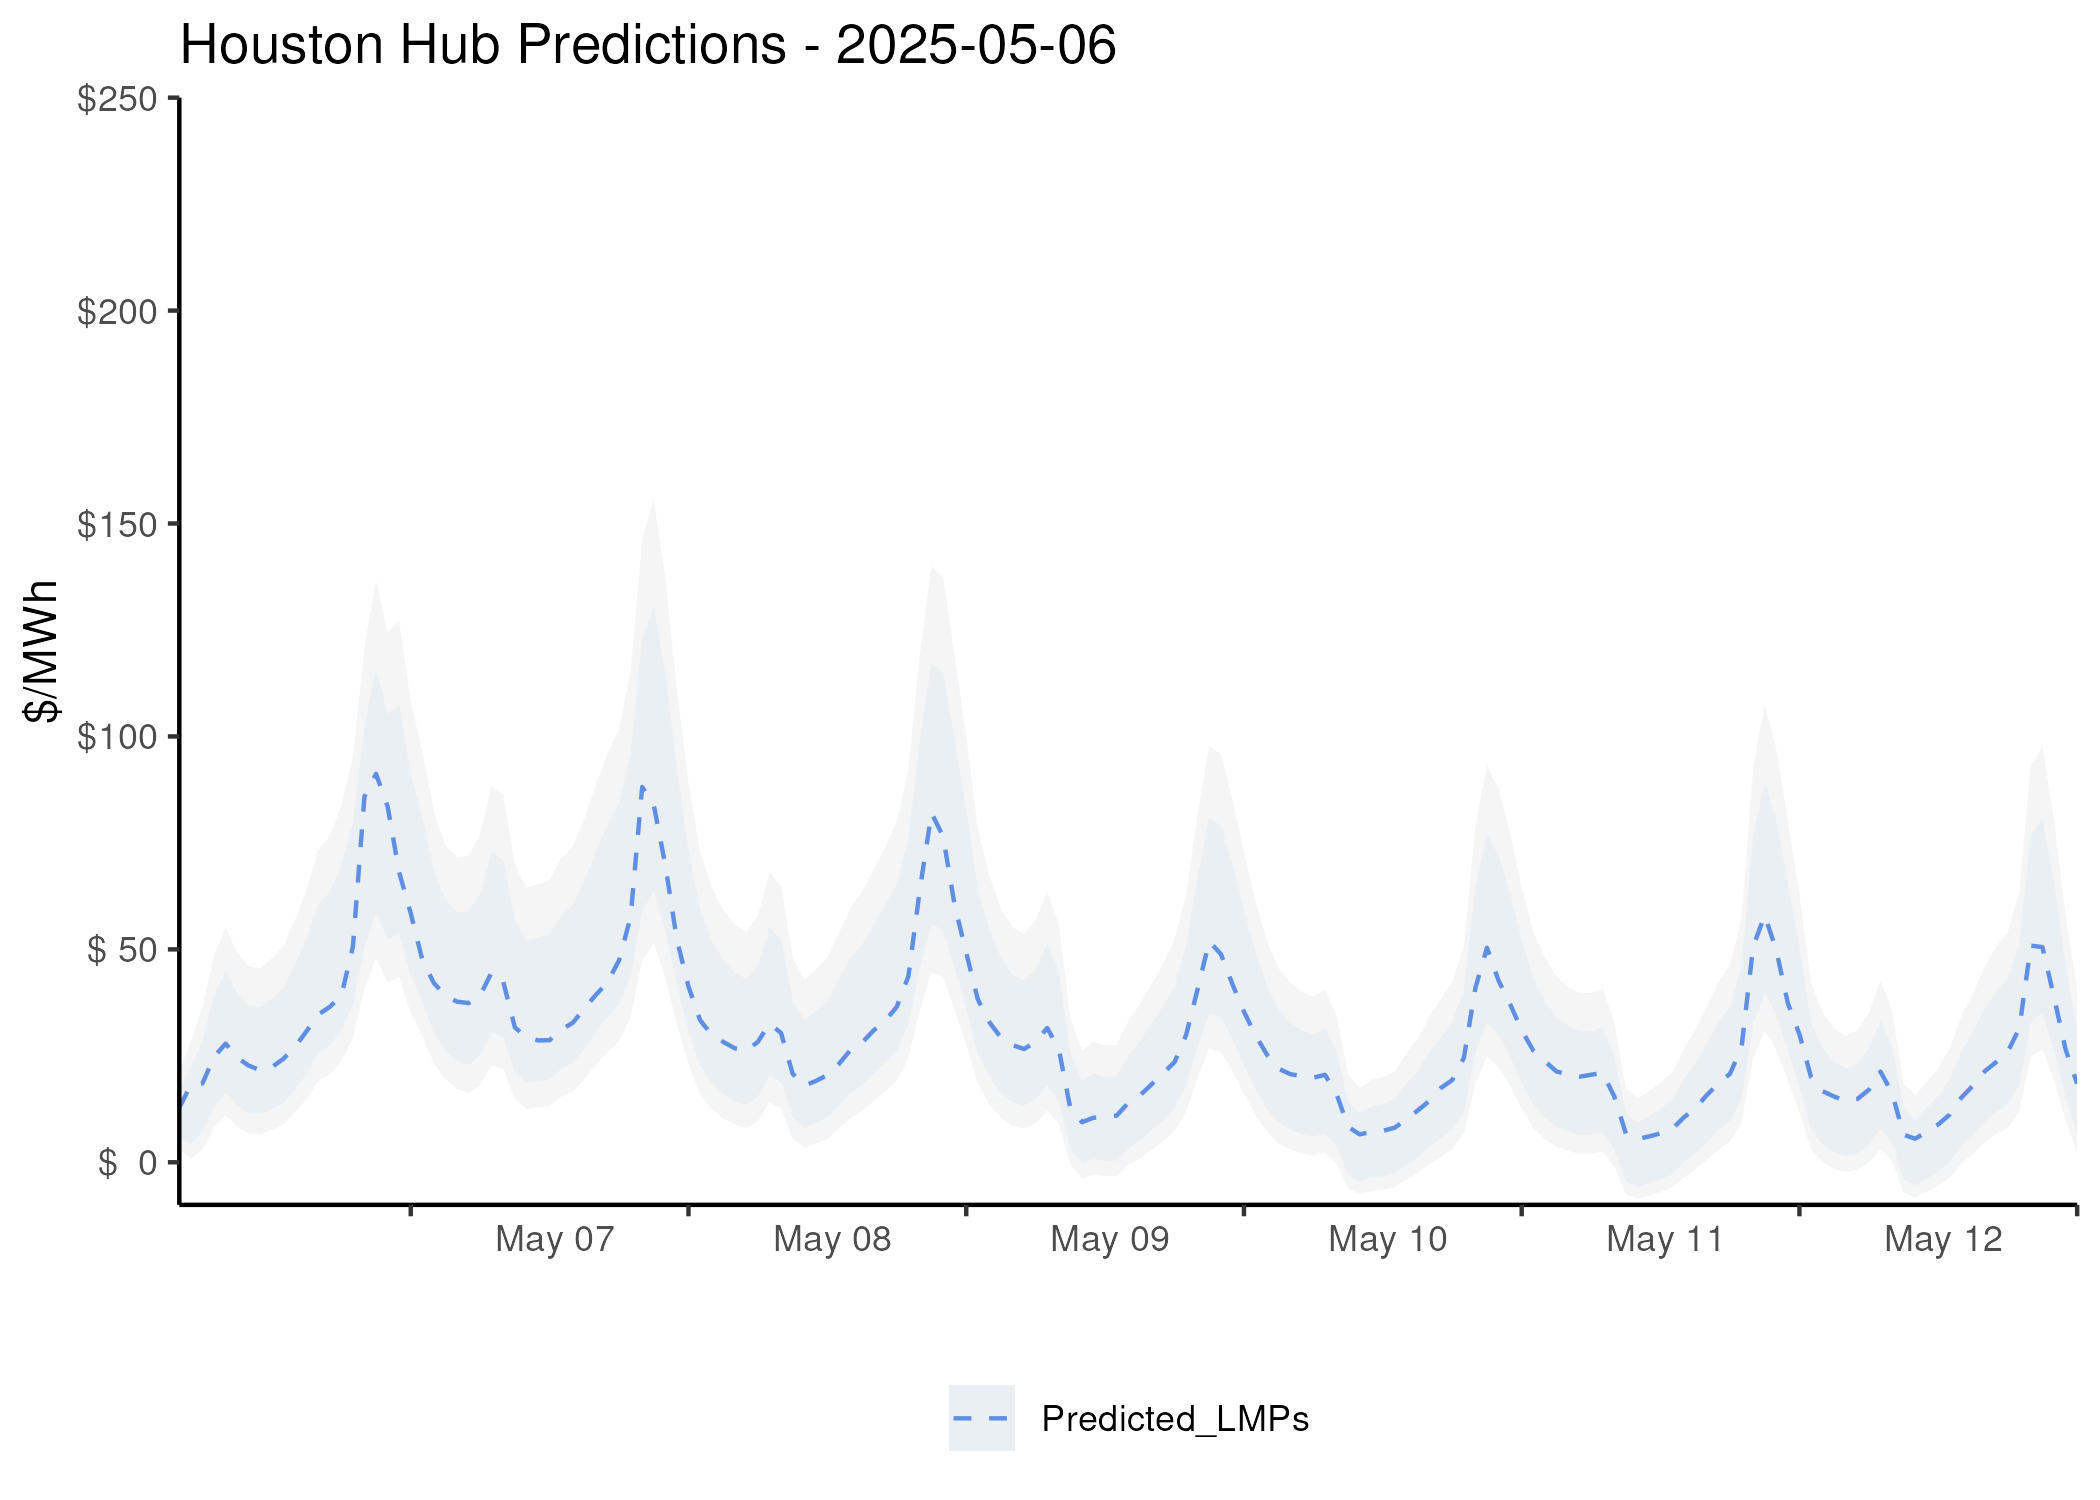 Houston Hub Predictions - 2025-05-06
$250
$200
$150
$100
$ 50
$  0
$/MWh
May 07
May 08
May 09
May 10
May 11
May 12
Predicted_LMPs